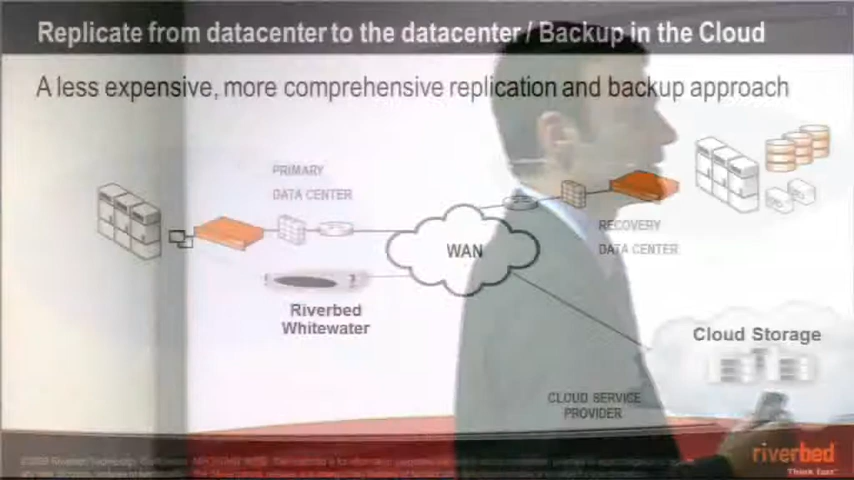 Replicate from datacenter to the datacenter / Backup in the Cloud
A less expensive, more comprehensive replication and backup approach
PRIMARY
DATA CENTER
WAN
RECOVERY
DATA CENTER
Riverbed
Whitewater
Cloud Storage
CLOUD SERVICE
PROVIDER
riverbed
Think fast